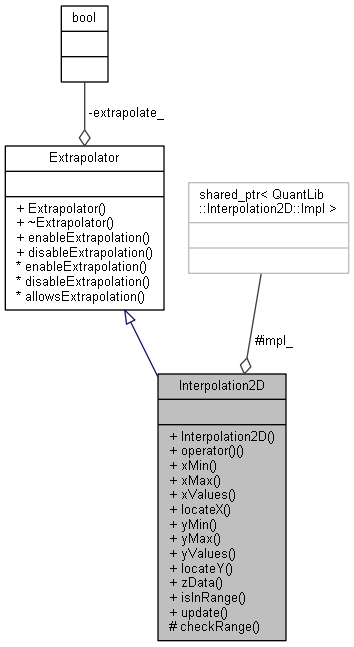 bool
-extrapolate_
Extrapolator
+ Extrapolator()
+ ~Extrapolator()
+ enableExtrapolation()
+ disableExtrapolation()
* enableExtrapolation()
* disableExtrapolation()
* allowsExtrapolation()
shared_ptr< QuantLib
::Interpolation2D::Impl >
#impl_
Interpolation2D
+ Interpolation2D()
+ operator()()
+ xMin()
+ xMax()
+ xValues()
+ locateX()
+ yMin()
+ yMax()
+ yValues()
+ locateY()
+ zData()
+ isInRange()
+ update()
# checkRange()